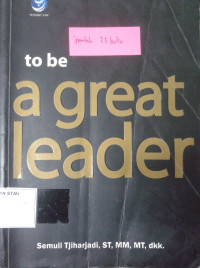 to be
a great
leader
Semuil Tjiharjadi, ST, MM, MT, dkk.